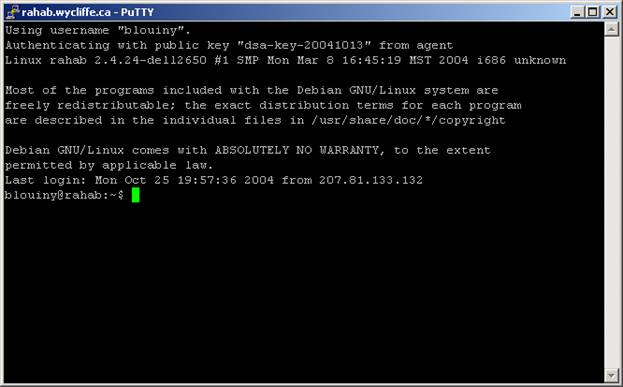 rahab.wycliffe.ca - PuTTY
Using username "blouiny".
Authenticating with public key "dsa-key-20041013" from agent
Linux rahab 2.4.24-dell2650 #1 SMP Mon Mar 8 16:45:19 MST 2004 i686 unknown
Most of the programs included with the Debian GNU/Linux system are
freely redistributable; the exact distribution terms for each program
are described in the individual files in /usr/share/doc/*/copyright
Debian GNU/Linux comes with ABSOLUTELY NO WARRANTY, to the extent
permitted by applicable law.
Last login: Mon Oct 25 19:57:36 2004 from 207.81.133.132
blouiny@rahab:~$